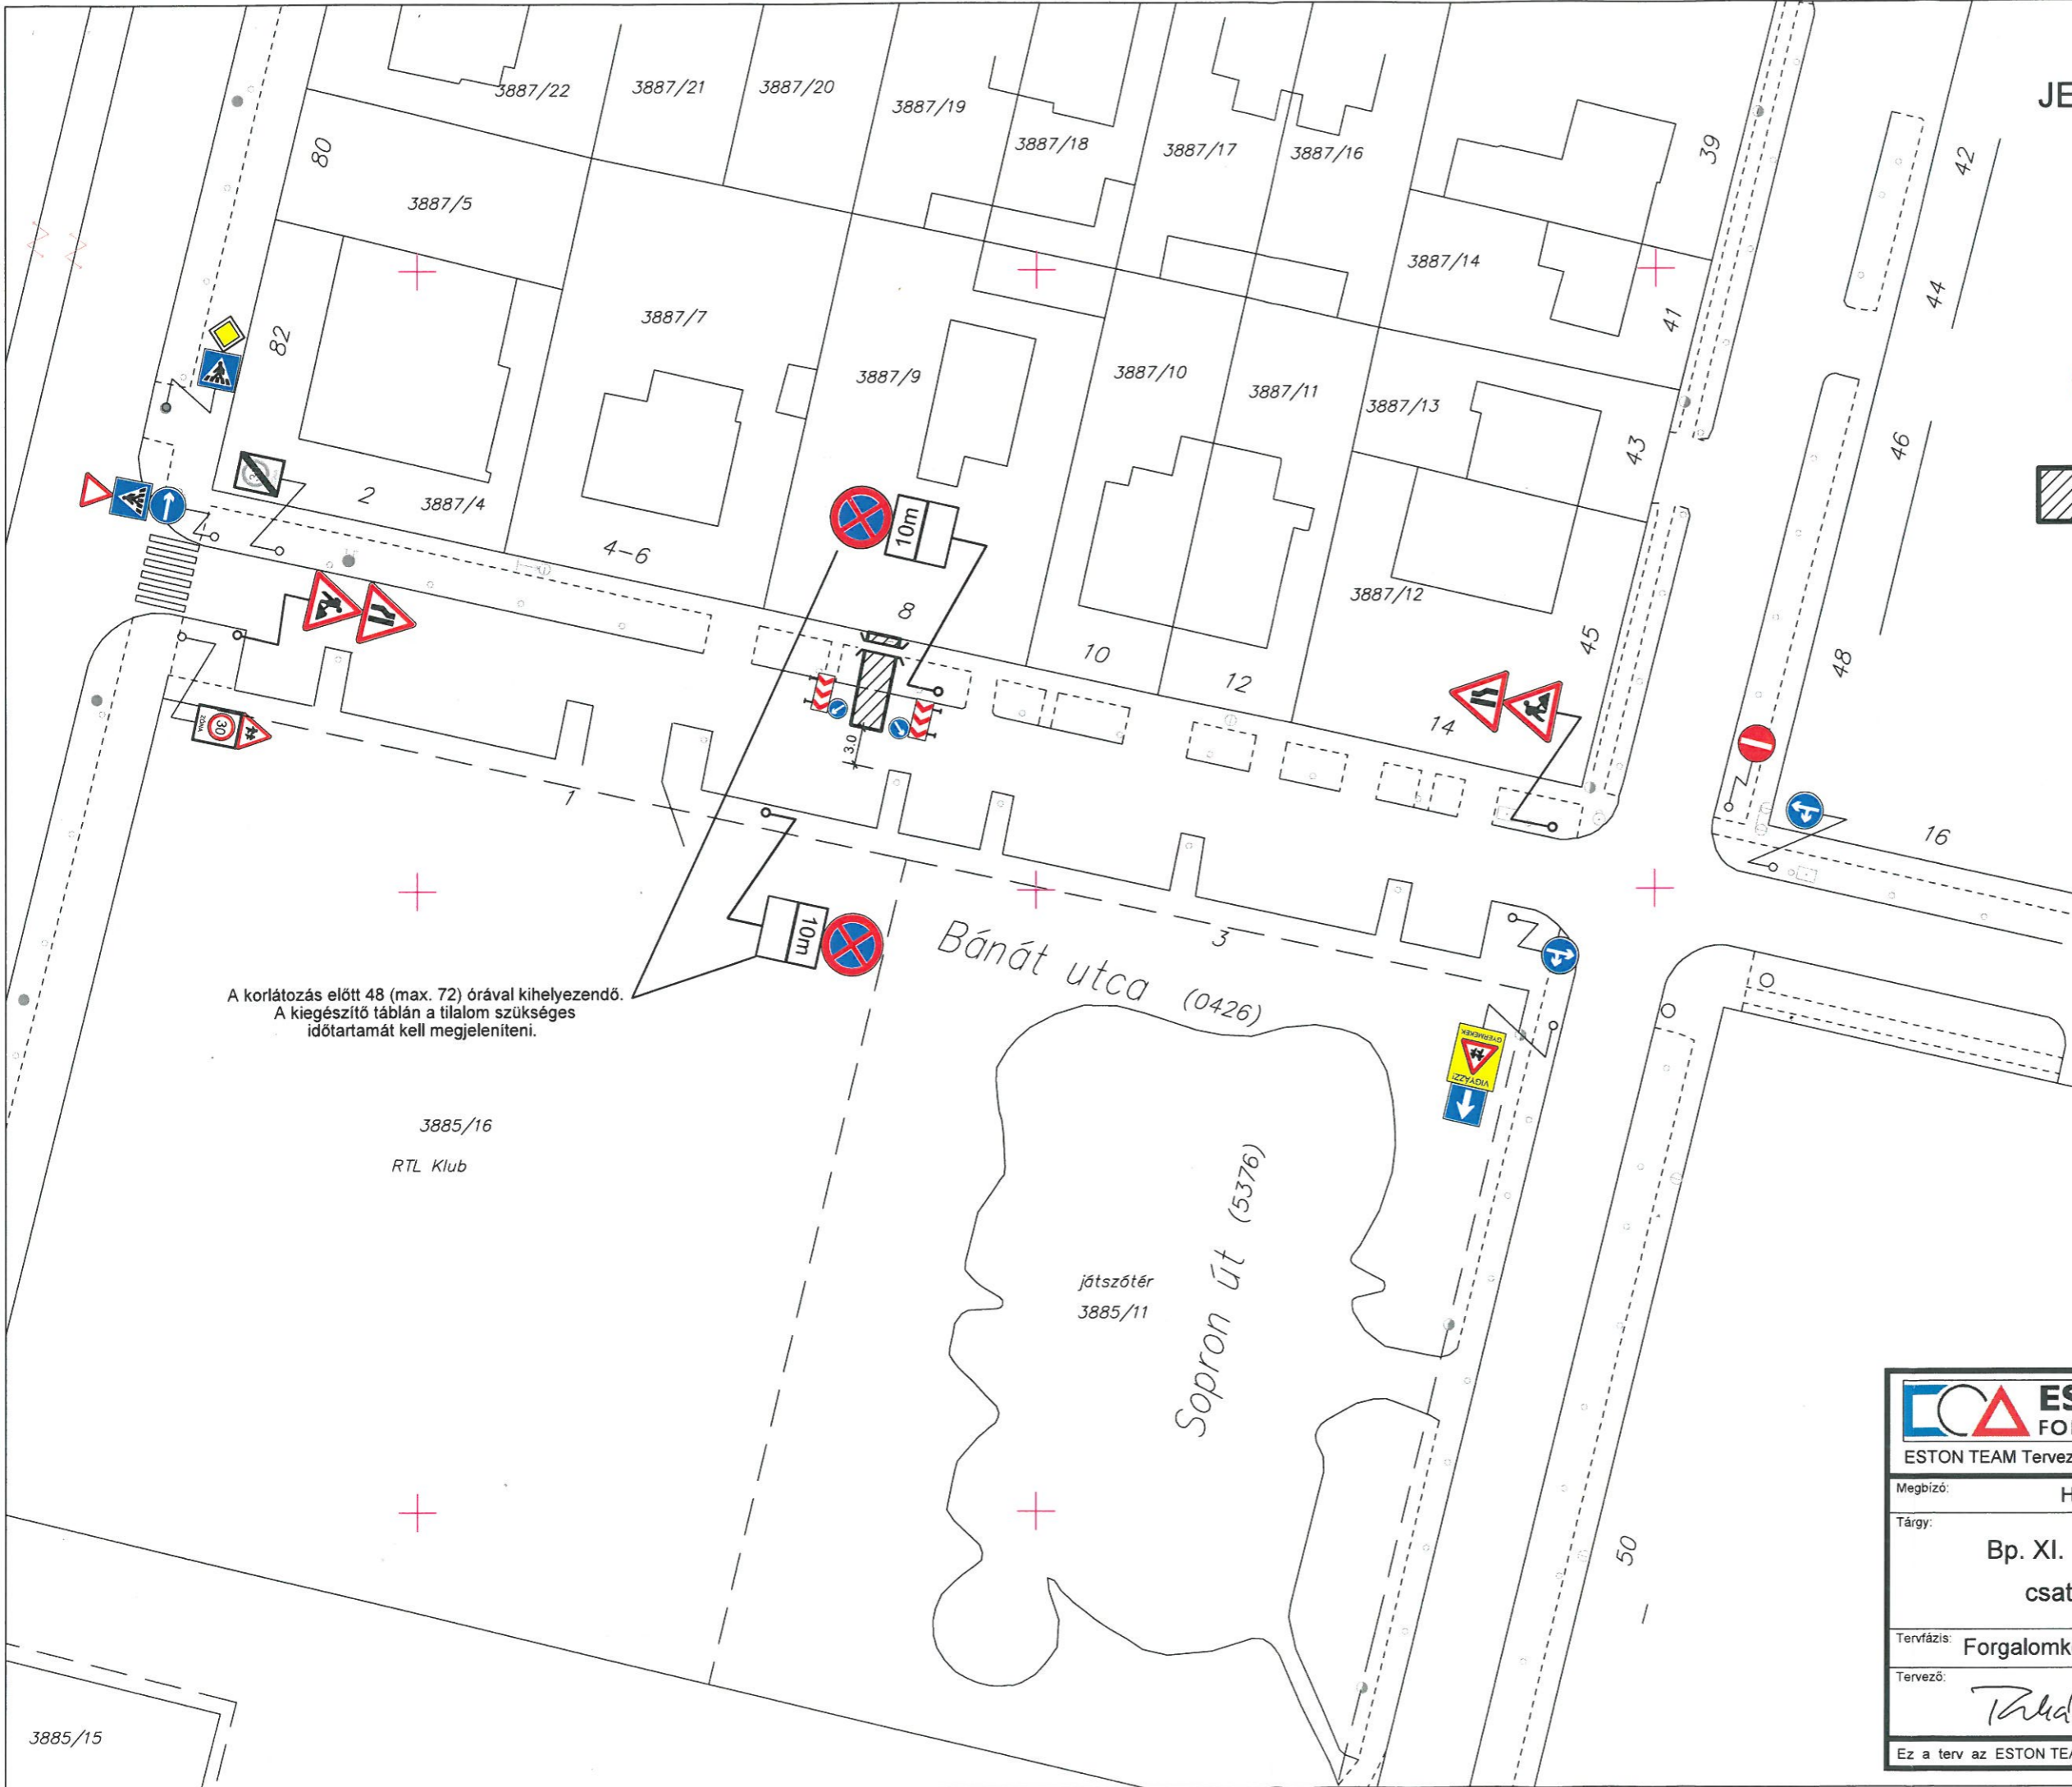 JE
3887/22
3887/21
3887/20
3887/19
3887/18
3887/17
3887/16
39
42
80
3887/5
3887/14
44
41
82
3887/7
3887/9
3887/10
3887/11
3887/13
43
46
2
3887/4
10m
4-6
8
3887/12
45
48
10
12
14
ZÓNA
30
3.0
1
16
10m
3
Bánát utca (0426)
A korlátozás előtt 48 (max. 72) órával kihelyezendő.
A kiegészítő táblán a tilalom szükséges
időtartamát kell megjeleníteni.
GYERMEKEK
VIGYÁZZ!
3885/16
RTL Klub
Sopron út (5376)
játszótér
3885/11
50
3885/15
ES
FO
ESTON TEAM Tervez
Megbízó: H
Tárgy:
Bp. XI.
csat
Tervfázis: Forgalomk
Tervező:
Ez a terv az ESTON TEA